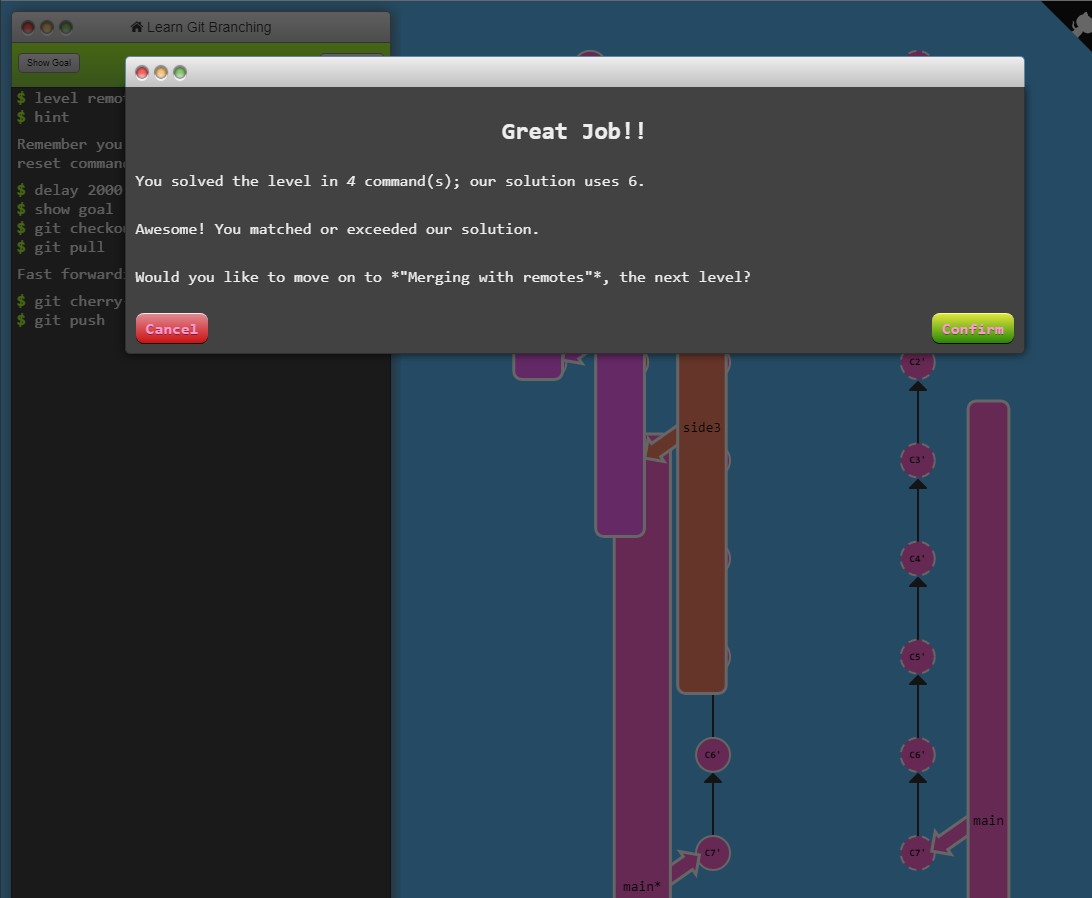 Learn Git Branching
Show Goal
$ level remo
$ hint
Remember you
reset comman
$ delay 2000
$ show goal
$ git checko
$ git pull
Fast forward
$ git cherry
$ git push
Great Job!!
You solved the level in 4 command(s); our solution uses 6.
Awesome! You matched or exceeded our solution.
Would you like to move on to *"Merging with remotes"*, the next level?
Cancel
Confirm
C2'
side3
C3'
C4'
C5'
C6'
C6'
main
C7'
C7'
main*